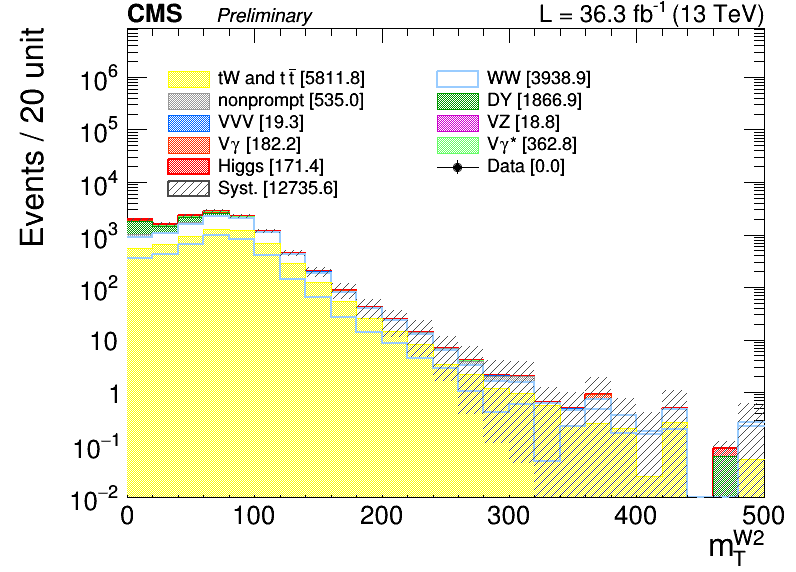 CMS Preliminary L = 36.3 fb⁻¹ (13 TeV)
Events / 20 unit
tW and tt̅ [5811.8]
nonprompt [535.0]
VVV [19.3]
Vγ [182.2]
Higgs [171.4]
Syst. [12735.6]
WW [3938.9]
DY [1866.9]
VZ [18.8]
Vγ* [362.8]
Data [0.0]
10⁶
10⁵
10⁴
10³
10²
10
1
10⁻¹
10⁻²
0 100 200 300 400 500
m_T^W2